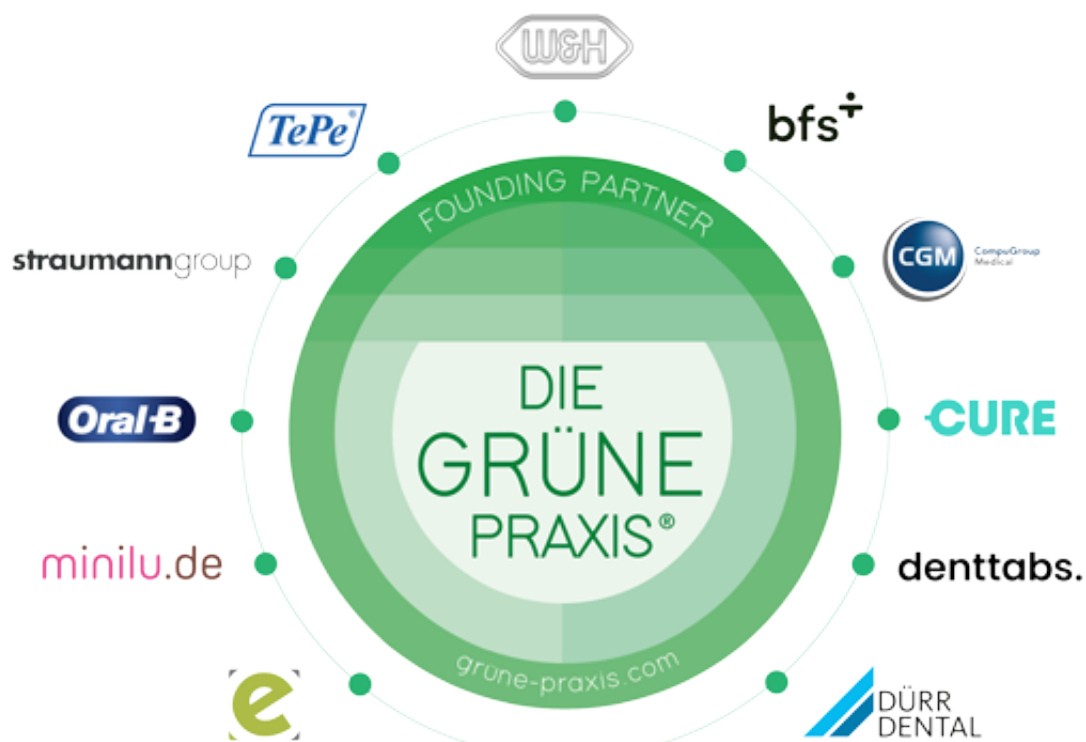 W&H
TePe®
bfs
FOUNDING PARTNER
straumanngroup
CGM
CompuGroup
Medical
DIE
GRÜNE
PRAXIS®
Oral-B
CURE
minilu.de
denttabs.
grüne-praxis.com
e
DÜRR
DENTAL